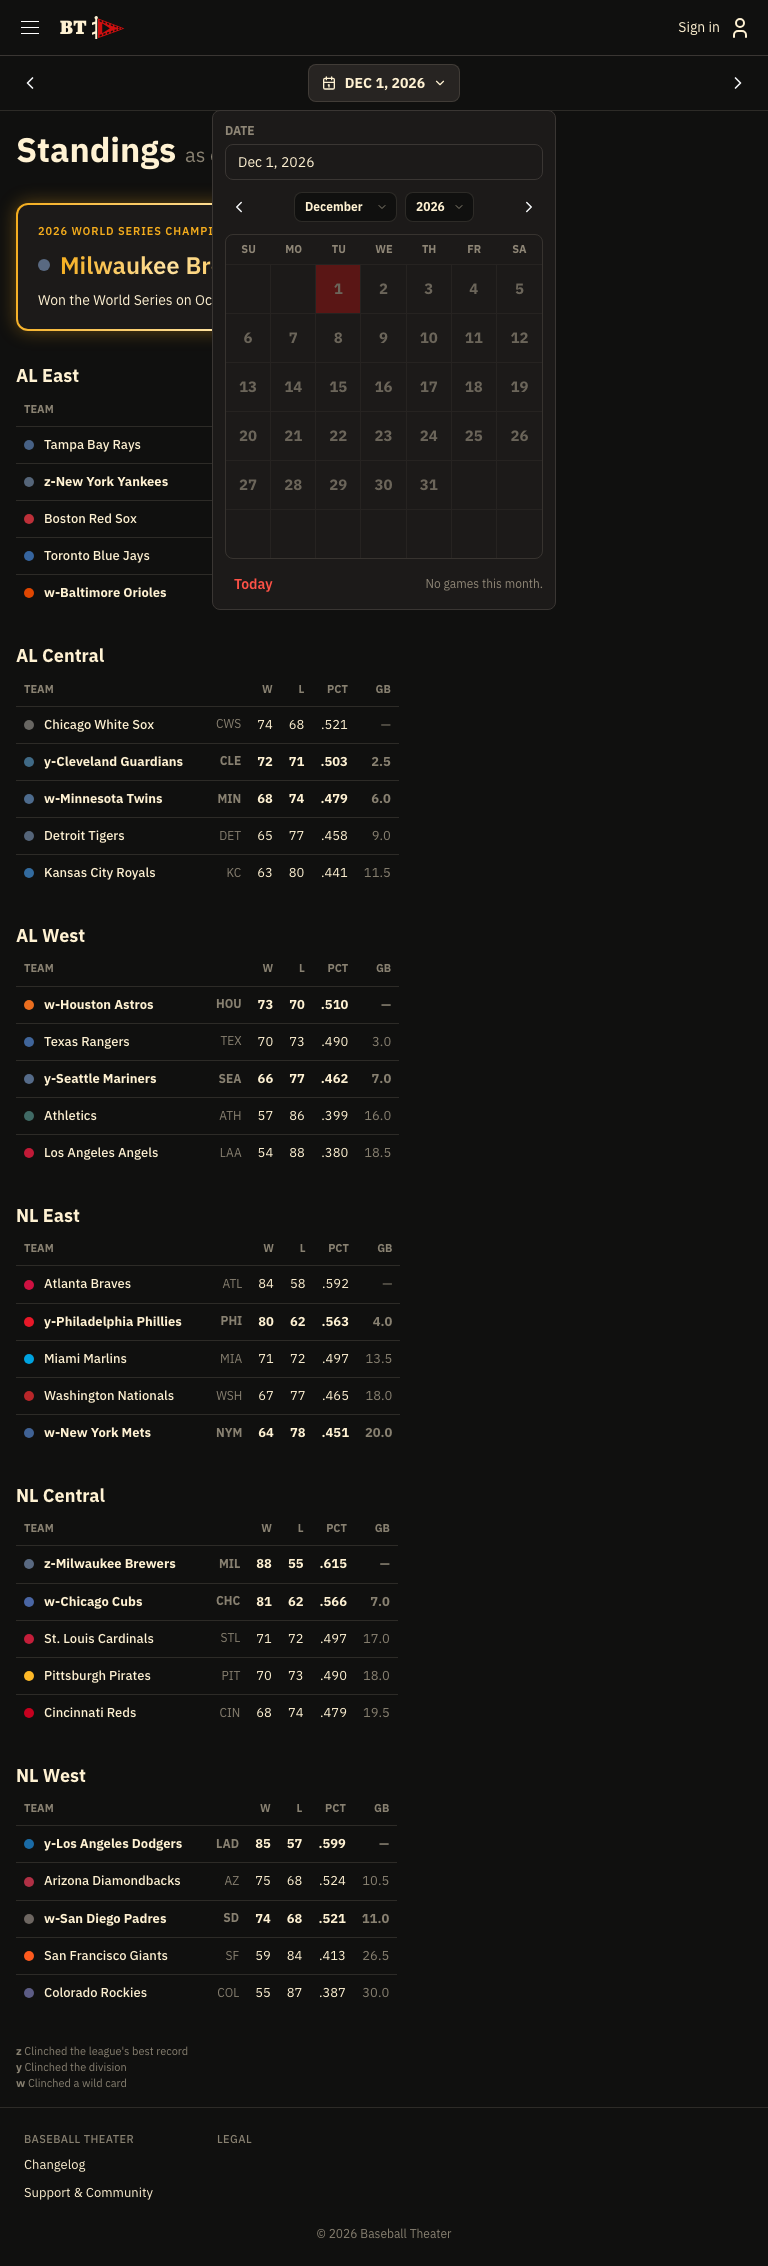 BT
Sign in
DEC 1, 2026
Standings as
DATE
Dec 1, 2026
December 2026
SU MO TU WE TH FR SA
1 2 3 4 5
6 7 8 9 10 11 12
13 14 15 16 17 18 19
20 21 22 23 24 25 26
27 28 29 30 31
Today
No games this month.
2026 WORLD SERIES CHAMPI
Milwaukee Br
Won the World Series on Oc
AL East
TEAM
Tampa Bay Rays
z-New York Yankees
Boston Red Sox
Toronto Blue Jays
w-Baltimore Orioles
AL Central
TEAM W L PCT GB
Chicago White Sox CWS 74 68 .521 —
y-Cleveland Guardians CLE 72 71 .503 2.5
w-Minnesota Twins MIN 68 74 .479 6.0
Detroit Tigers DET 65 77 .458 9.0
Kansas City Royals KC 63 80 .441 11.5
AL West
TEAM W L PCT GB
w-Houston Astros HOU 73 70 .510 —
Texas Rangers TEX 70 73 .490 3.0
y-Seattle Mariners SEA 66 77 .462 7.0
Athletics ATH 57 86 .399 16.0
Los Angeles Angels LAA 54 88 .380 18.5
NL East
TEAM W L PCT GB
Atlanta Braves ATL 84 58 .592 —
y-Philadelphia Phillies PHI 80 62 .563 4.0
Miami Marlins MIA 71 72 .497 13.5
Washington Nationals WSH 67 77 .465 18.0
w-New York Mets NYM 64 78 .451 20.0
NL Central
TEAM W L PCT GB
z-Milwaukee Brewers MIL 88 55 .615 —
w-Chicago Cubs CHC 81 62 .566 7.0
St. Louis Cardinals STL 71 72 .497 17.0
Pittsburgh Pirates PIT 70 73 .490 18.0
Cincinnati Reds CIN 68 74 .479 19.5
NL West
TEAM W L PCT GB
y-Los Angeles Dodgers LAD 85 57 .599 —
Arizona Diamondbacks AZ 75 68 .524 10.5
w-San Diego Padres SD 74 68 .521 11.0
San Francisco Giants SF 59 84 .413 26.5
Colorado Rockies COL 55 87 .387 30.0
z Clinched the league's best record
y Clinched the division
w Clinched a wild card
BASEBALL THEATER
Changelog
Support & Community
LEGAL
© 2026 Baseball Theater